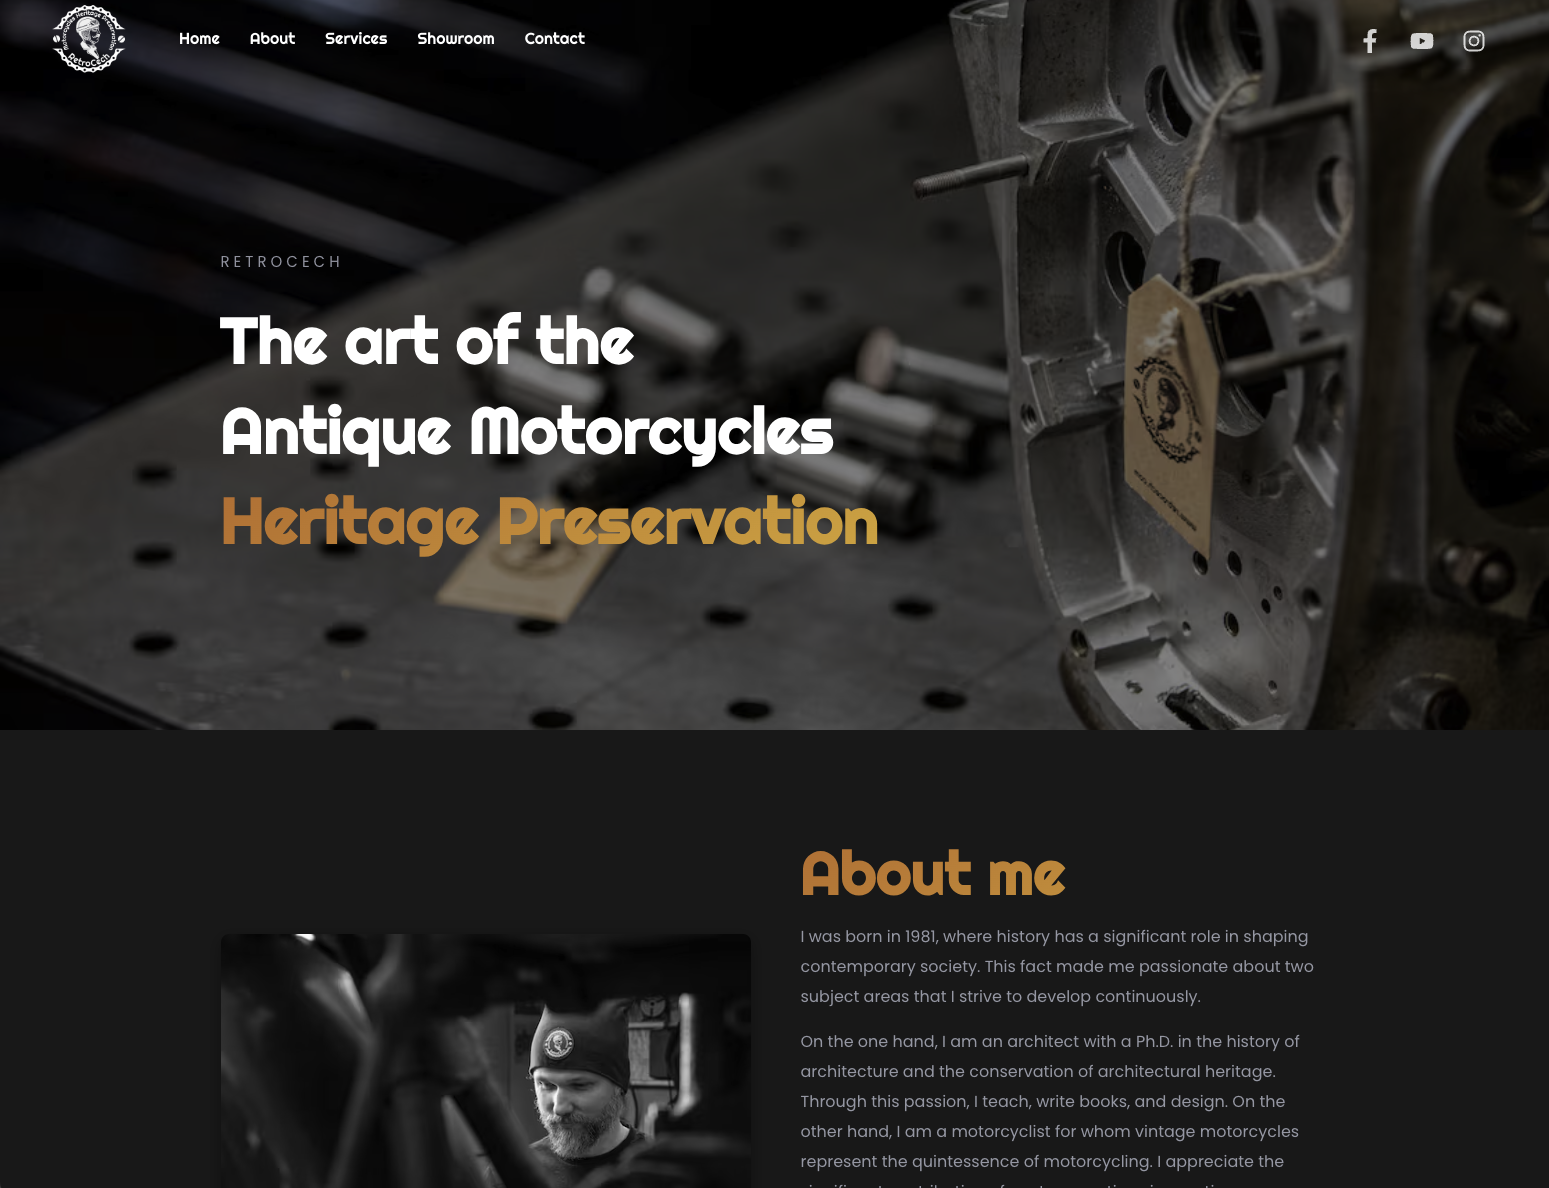 Motorcycles Heritage Preservation
RetroCech
Home
About
Services
Showroom
Contact
RETROCECH
The art of the
Antique Motorcycles
Heritage Preservation
About me
I was born in 1981, where history has a significant role in shaping
contemporary society. This fact made me passionate about two
subject areas that I strive to develop continuously.
On the one hand, I am an architect with a Ph.D. in the history of
architecture and the conservation of architectural heritage.
Through this passion, I teach, write books, and design. On the
other hand, I am a motorcyclist for whom vintage motorcycles
represent the quintessence of motorcycling. I appreciate the